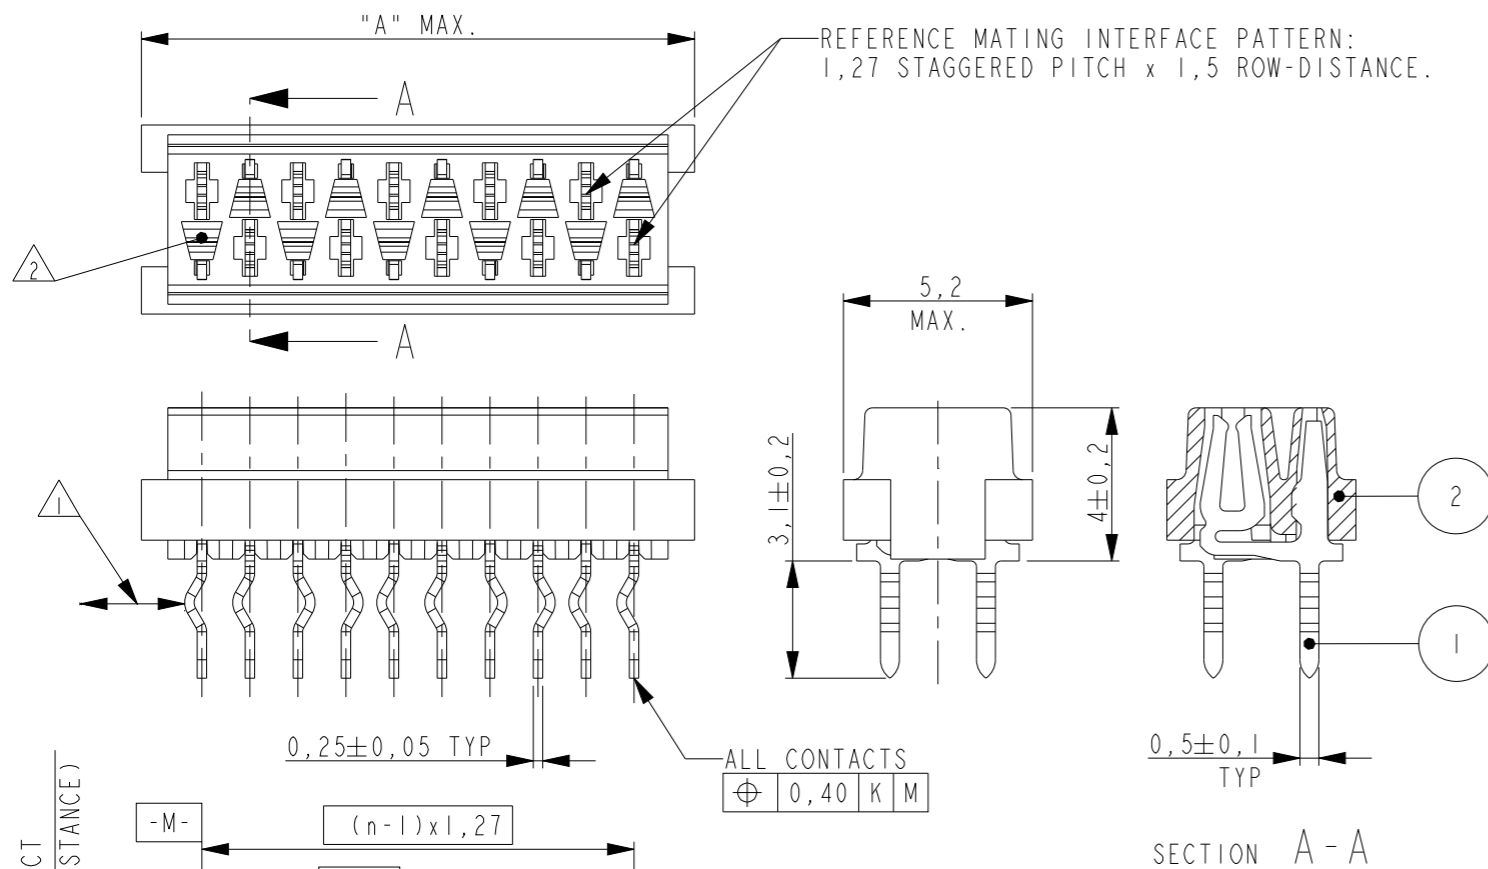 "A" MAX.
REFERENCE MATING INTERFACE PATTERN:
1,27 STAGGERED PITCH x 1,5 ROW-DISTANCE.
A
2
A
5,2
MAX.
3,1±0,2
4±0,2
2
1
1
0,25±0,05 TYP
ALL CONTACTS
⌖ 0,40 K M
0,5±0,1
TYP
CT
STANCE)
-M-
(n-1)x1,27
SECTION A-A